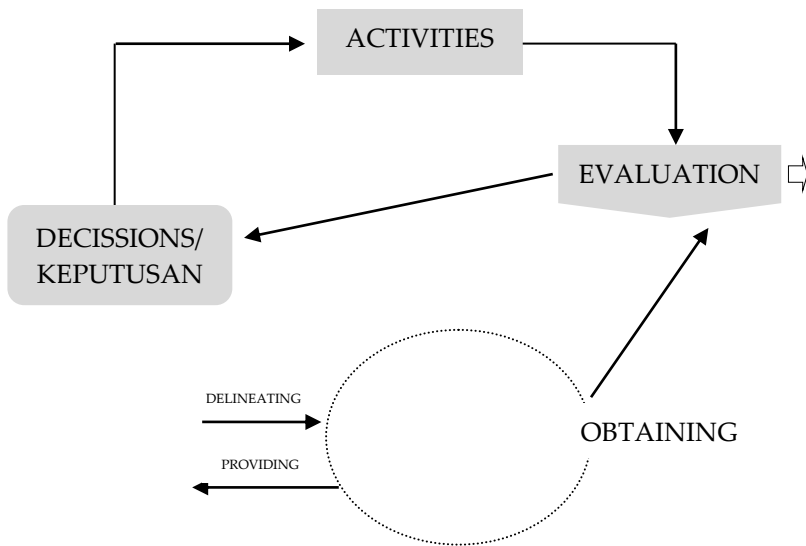 ACTIVITIES
EVALUATION
DECISSIONS/
KEPUTUSAN
DELINEATING
OBTAINING
PROVIDING